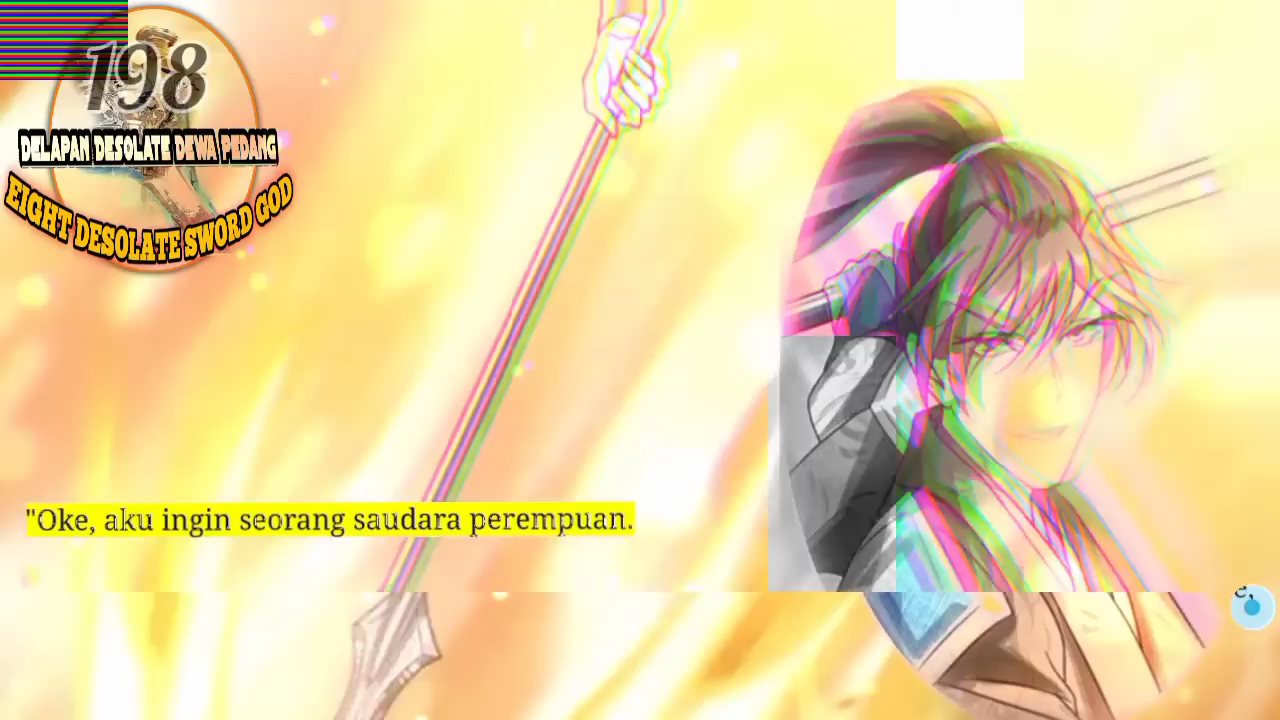 198
DELAPAN DESOLATE DEWA PEDANG
EIGHT DESOLATE SWORD GOD
"Oke, aku ingin seorang saudara perempuan.